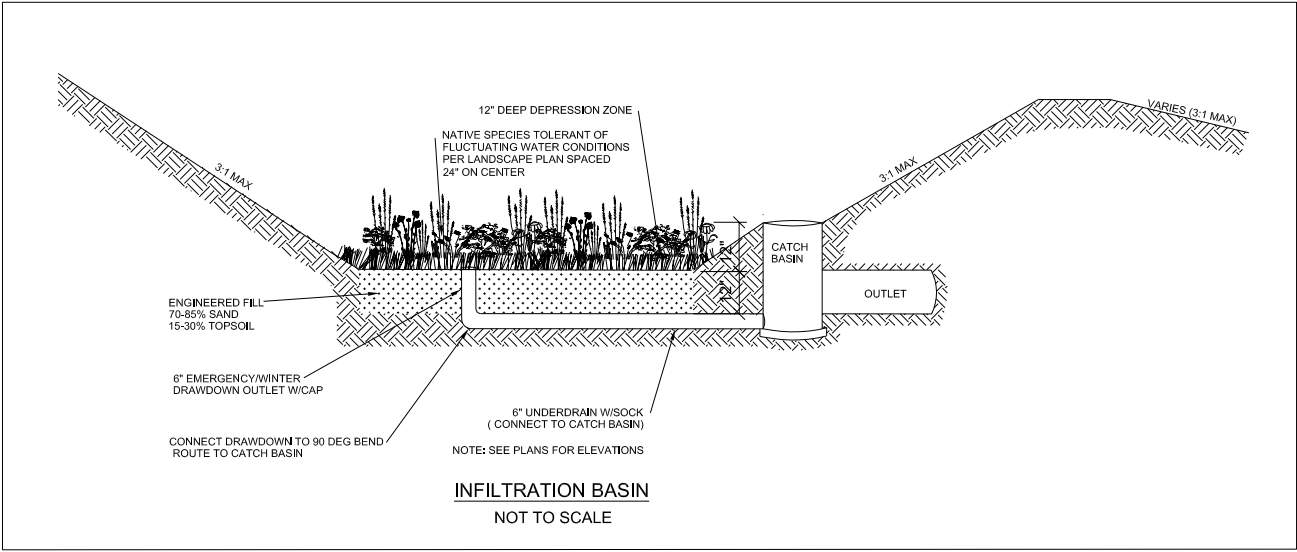 12" DEEP DEPRESSION ZONE
NATIVE SPECIES TOLERANT OF
FLUCTUATING WATER CONDITIONS
PER LANDSCAPE PLAN SPACED
24" ON CENTER
VARIES (3:1 MAX)
3:1 MAX
3:1 MAX
12"
12"
CATCH
BASIN
OUTLET
ENGINEERED FILL
70-85% SAND
15-30% TOPSOIL
6" EMERGENCY/WINTER
DRAWDOWN OUTLET W/CAP
CONNECT DRAWDOWN TO 90 DEG BEND
ROUTE TO CATCH BASIN
6" UNDERDRAIN W/SOCK
( CONNECT TO CATCH BASIN)
NOTE: SEE PLANS FOR ELEVATIONS
INFILTRATION BASIN
NOT TO SCALE